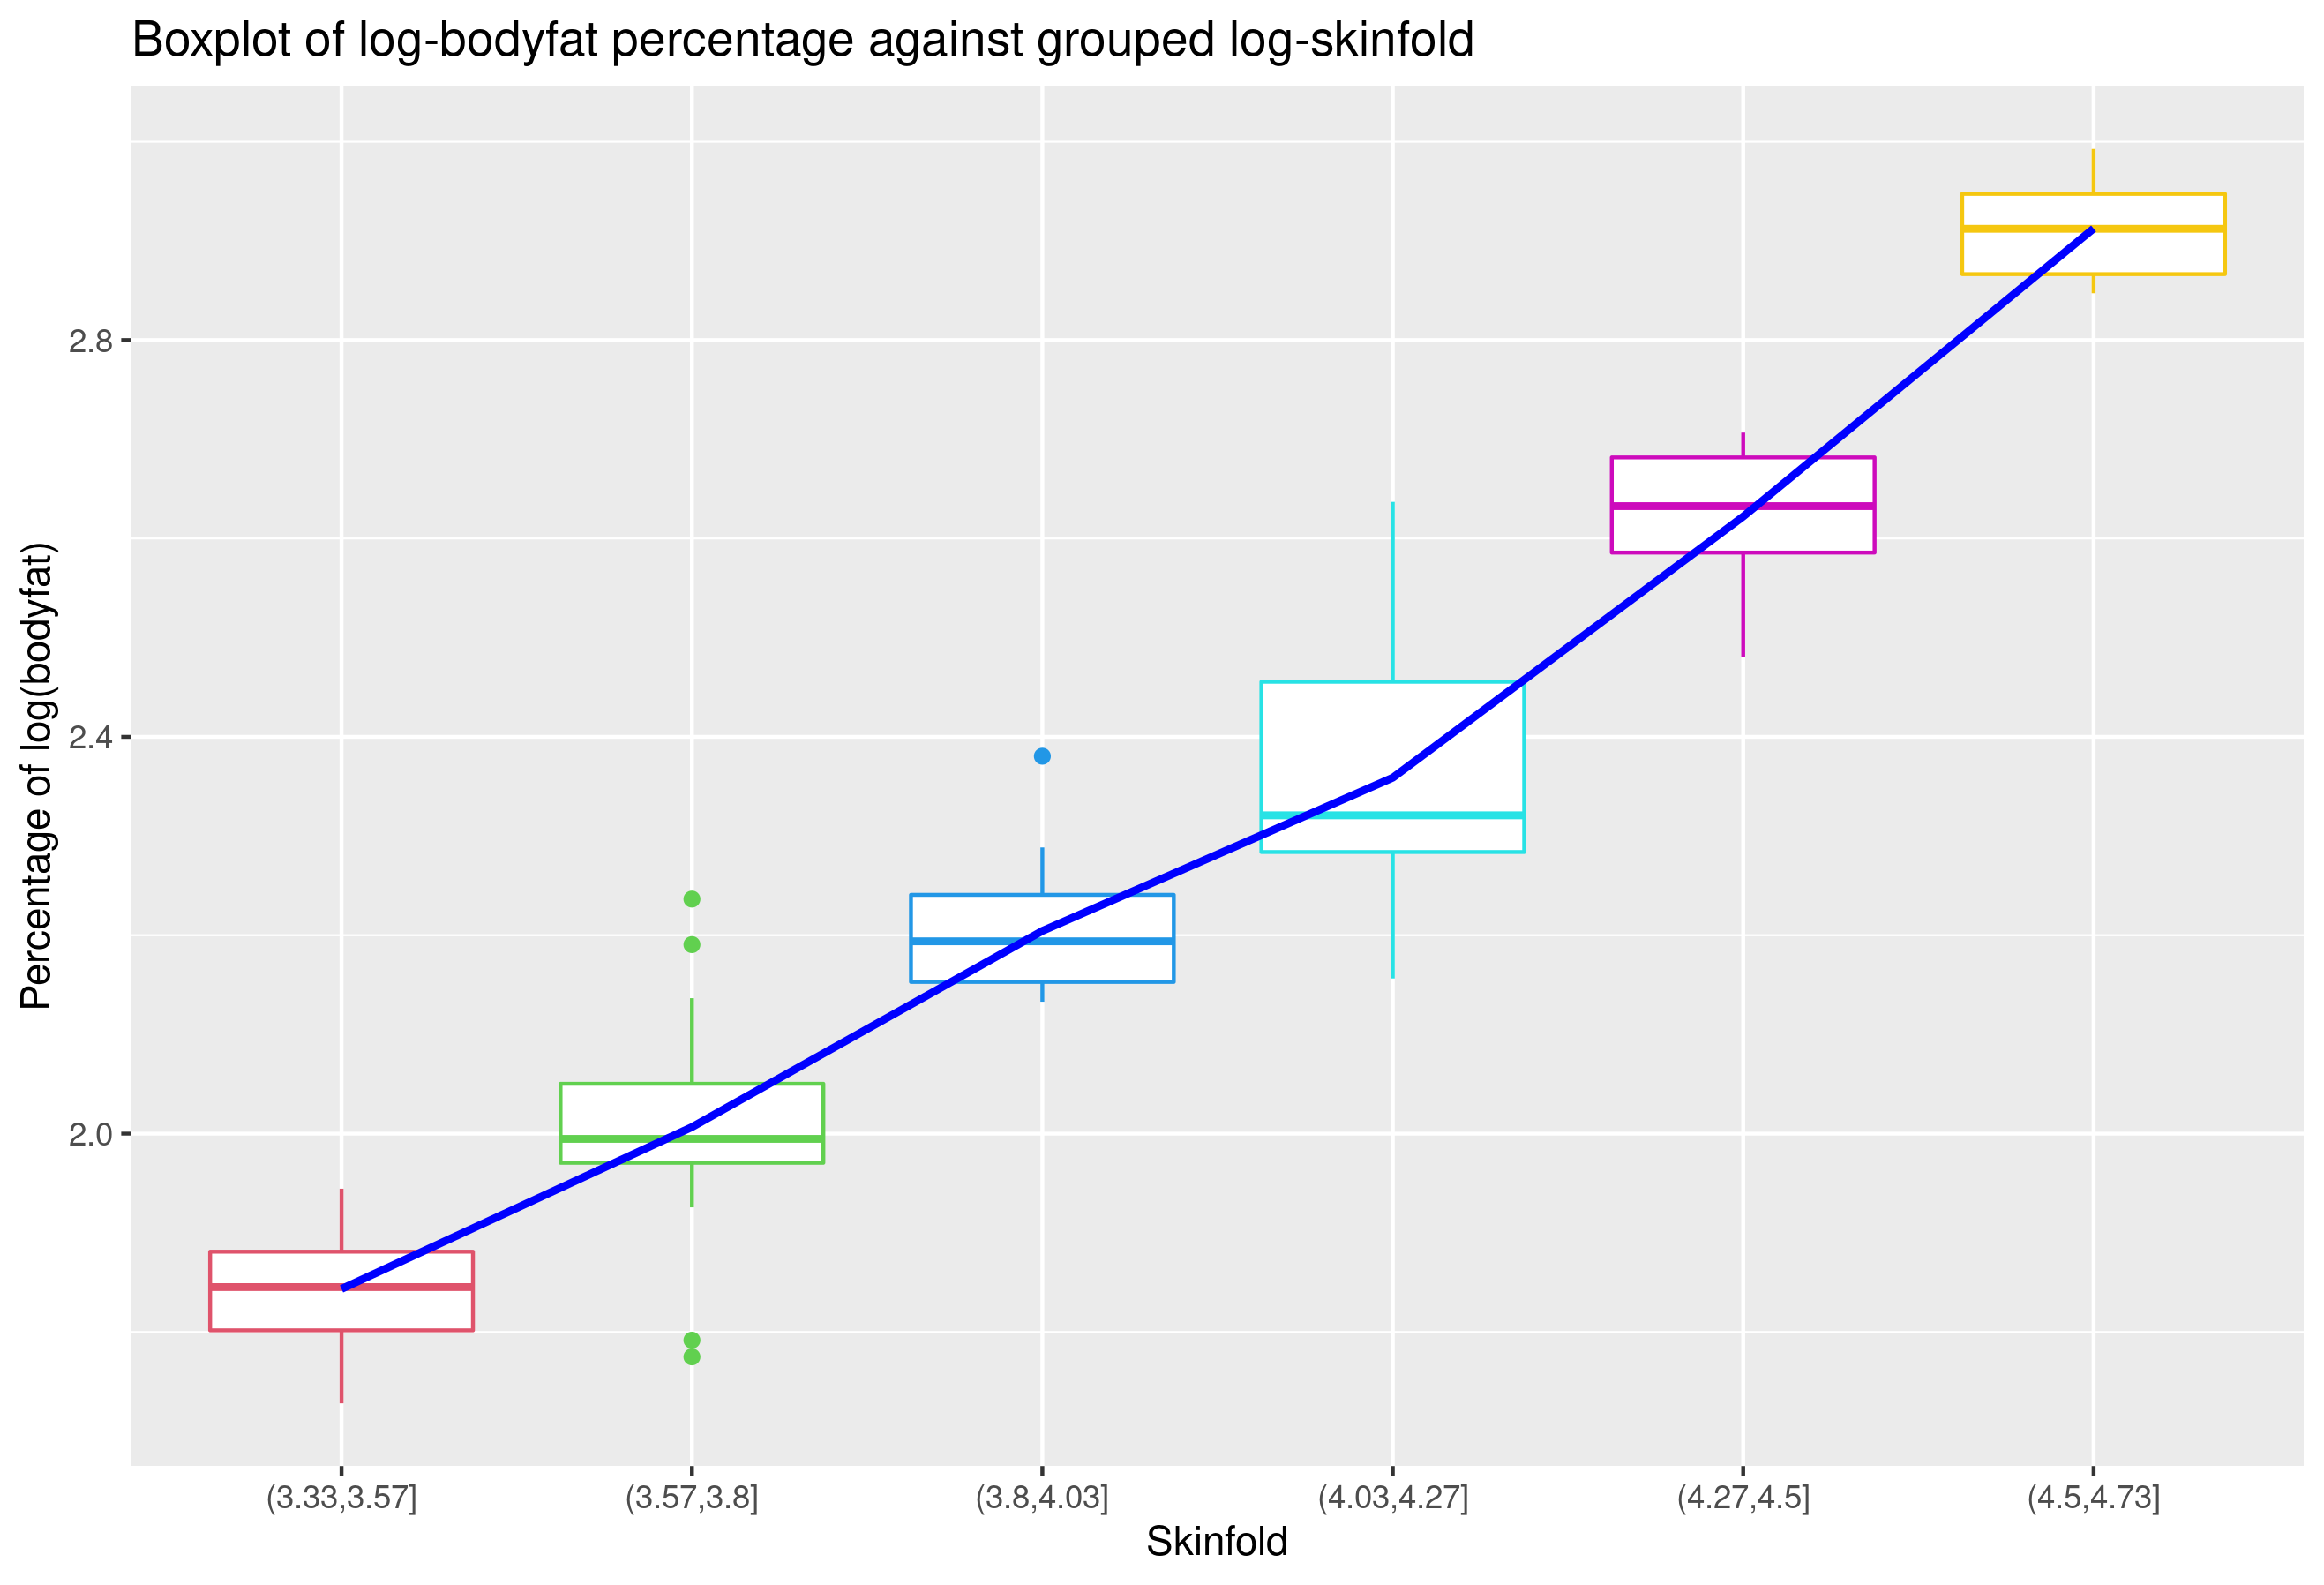 Boxplot of log-bodyfat percentage against grouped log-skinfold
Percentage of log(bodyfat)
2.8
2.4
2.0
(3.33,3.57] (3.57,3.8] (3.8,4.03] (4.03,4.27] (4.27,4.5] (4.5,4.73]
Skinfold